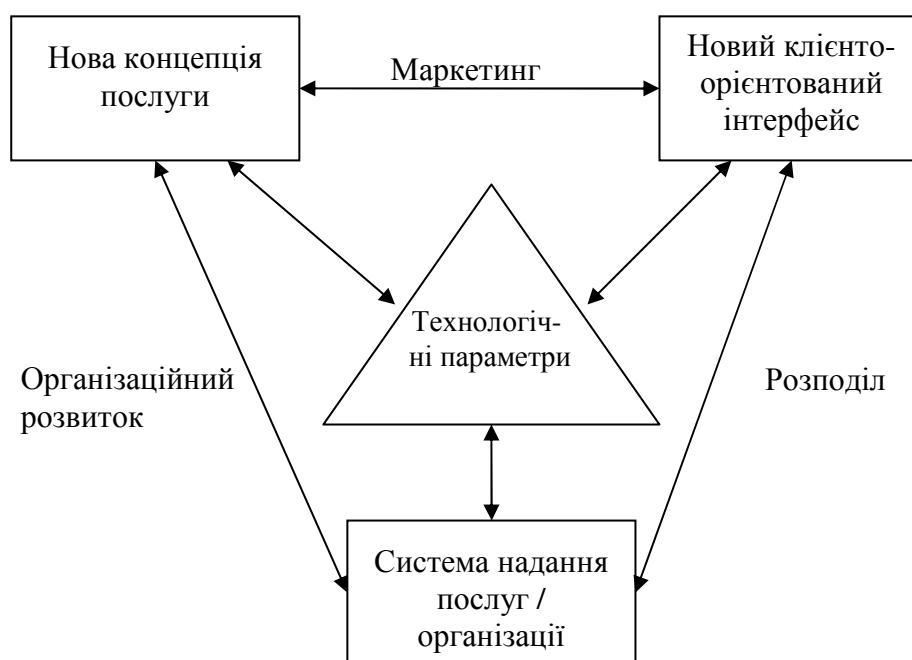 Нова концепція
послуги
Маркетинг
Новий клієнто-
орієнтований
інтерфейс
Технологіч-
ні параметри
Організаційний
розвиток
Розподіл
Система надання
послуг /
організації